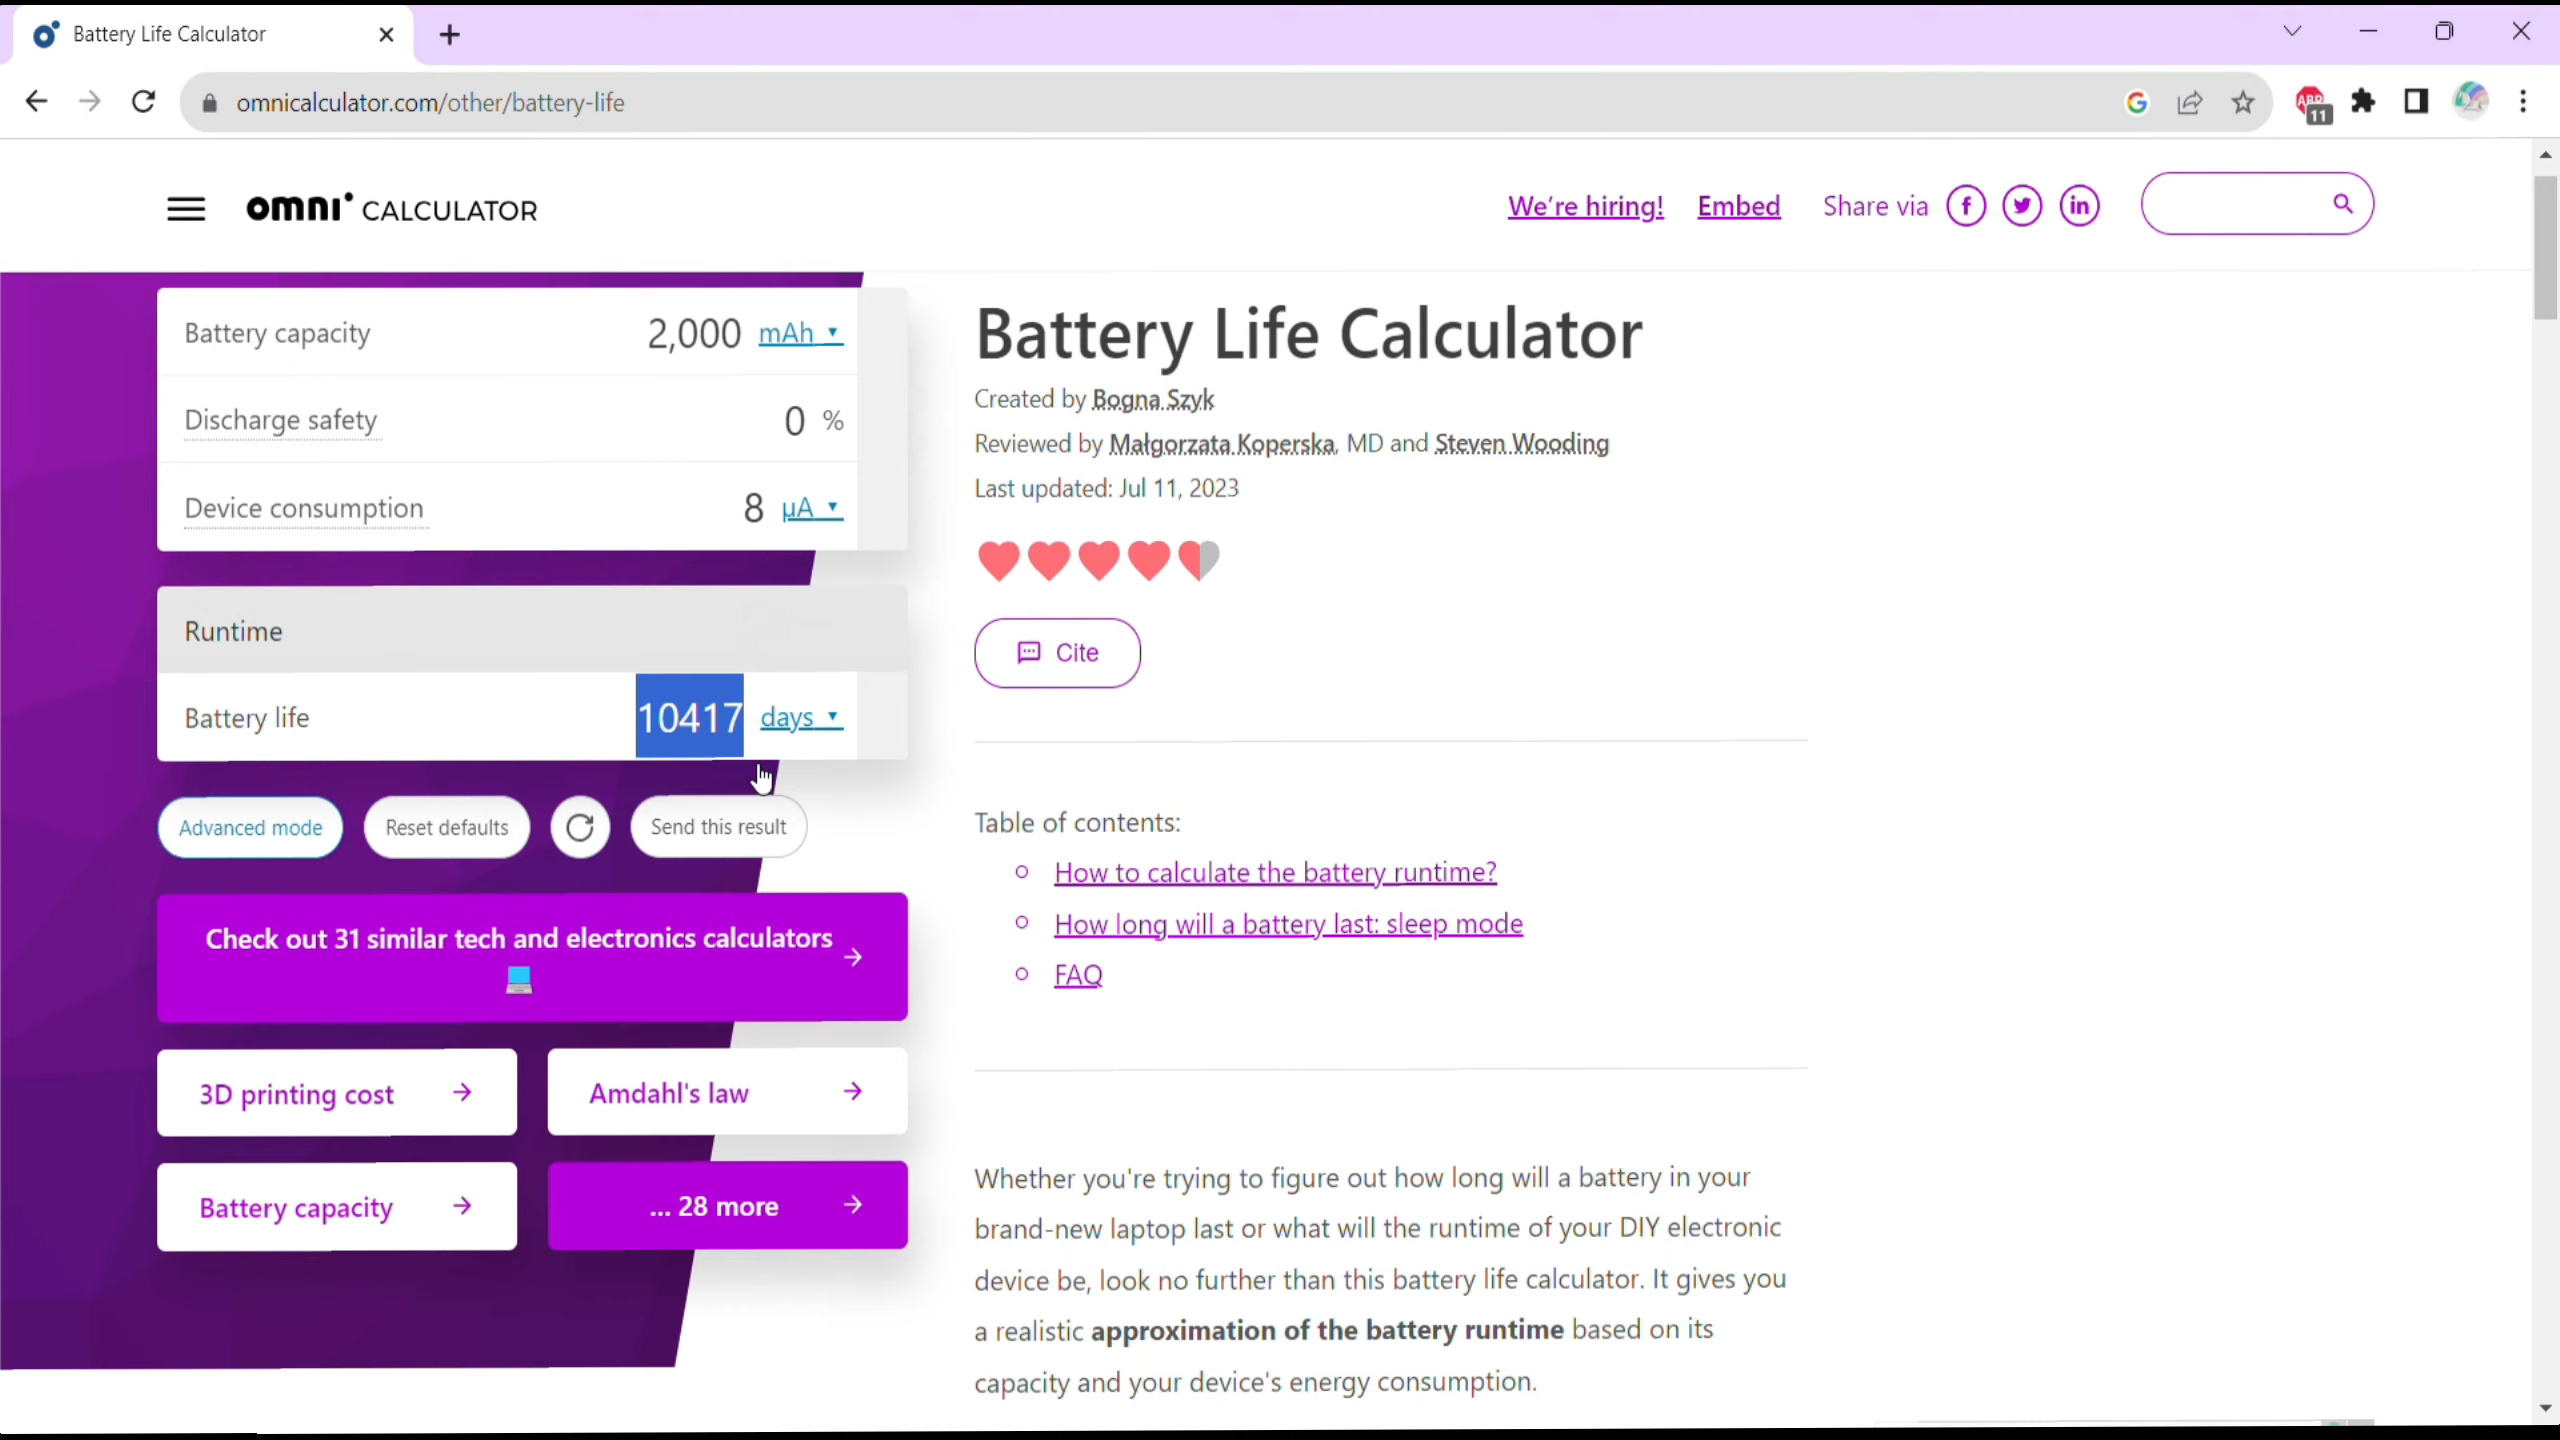 Battery Life Calculator
omnicalculator.com/other/battery-life
ABP
11
omni CALCULATOR
We're hiring!
Embed
Share via
f
in
Battery capacity
2,000 mAh
Discharge safety
0 %
Device consumption
8 µA
Runtime
Battery life
10417 days
Advanced mode
Reset defaults
Send this result
Check out 31 similar tech and electronics calculators
3D printing cost
Amdahl's law
Battery capacity
... 28 more
Battery Life Calculator
Created by Bogna Szyk
Reviewed by Małgorzata Koperska, MD and Steven Wooding
Last updated: Jul 11, 2023
Cite
Table of contents:
How to calculate the battery runtime?
How long will a battery last: sleep mode
FAQ
Whether you're trying to figure out how long will a battery in your
brand-new laptop last or what will the runtime of your DIY electronic
device be, look no further than this battery life calculator. It gives you
a realistic approximation of the battery runtime based on its
capacity and your device's energy consumption.